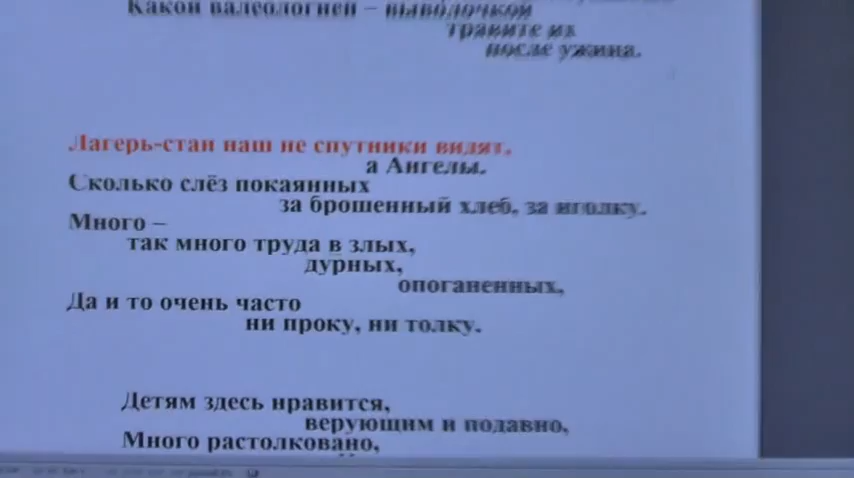 Какой валеологией – выволочкой
травите их
после ужина.
Лагерь-стан наш не спутники видят,
а Ангелы.
Сколько слёз покаянных
за брошенный хлеб, за иголку.
Много –
так много труда в злых,
дурных,
опоганенных,
Да и то очень часто
ни проку, ни толку.
Детям здесь нравится,
верующим и подавно,
Много растолковано,